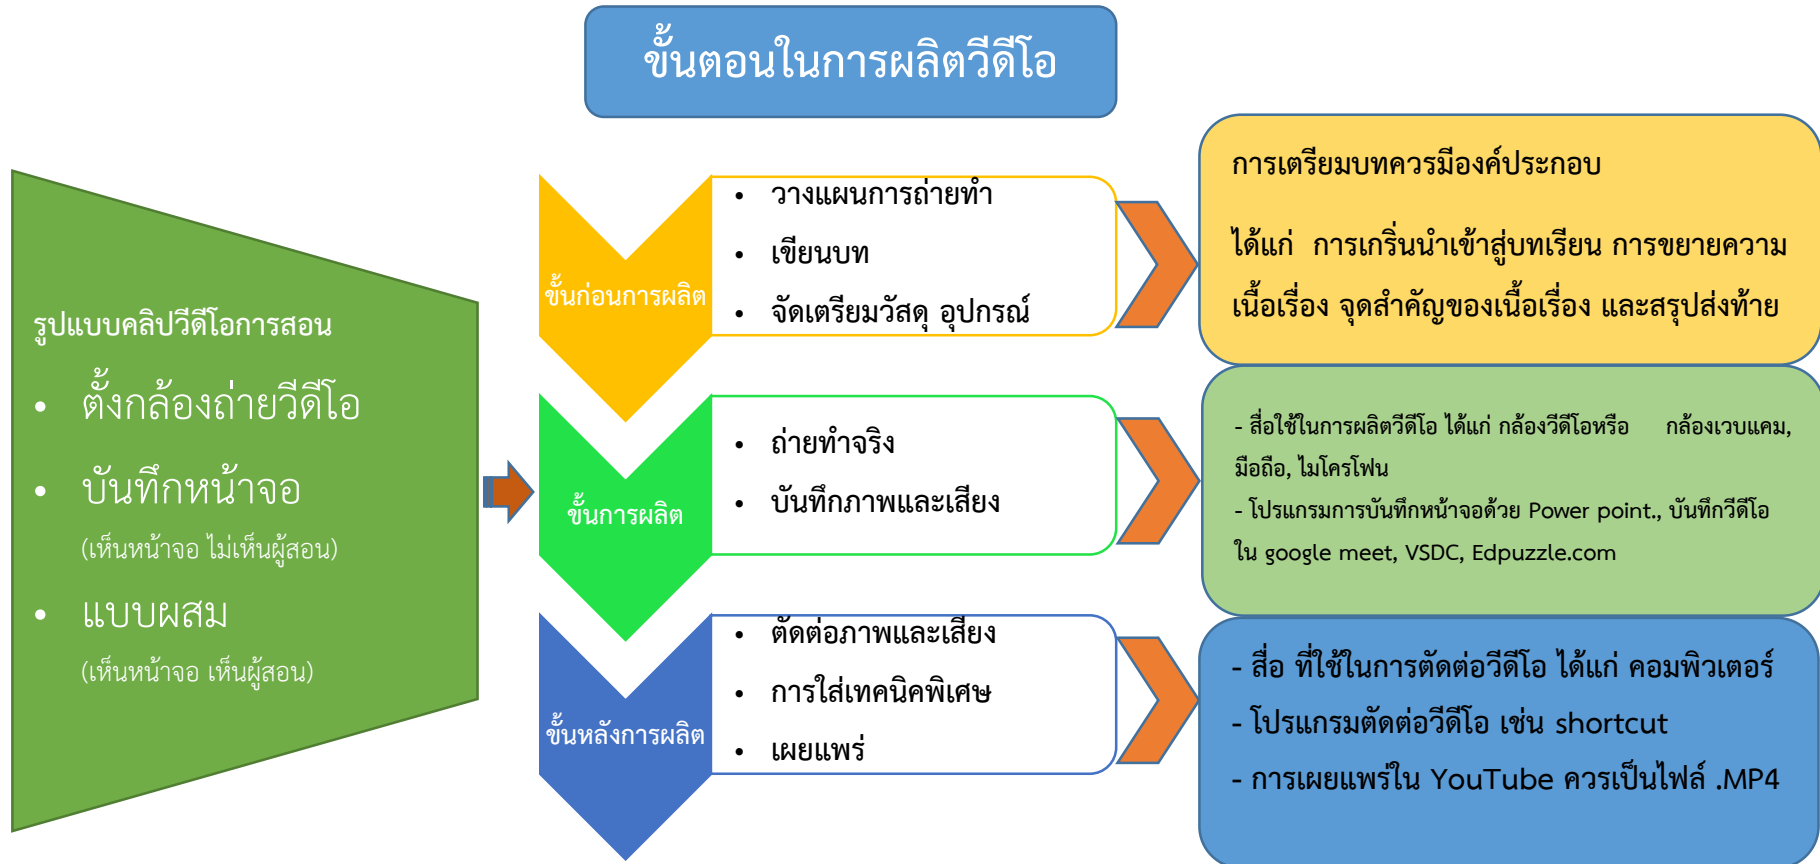 ขั้นตอนในการผลิตวีดีโอ
รูปแบบคลิปวีดีโอการสอน
• ตั้งกล้องถ่ายวีดีโอ
• บันทึกหน้าจอ
(เห็นหน้าจอ ไม่เห็นผู้สอน)
• แบบผสม
(เห็นหน้าจอ เห็นผู้สอน)
ขั้นก่อนการผลิต
• วางแผนการถ่ายทำ
• เขียนบท
• จัดเตรียมวัสดุ อุปกรณ์
การเตรียมบทควรมีองค์ประกอบ
ได้แก่ การเกริ่นนำเข้าสู่บทเรียน การขยายความ
เนื้อเรื่อง จุดสำคัญของเนื้อเรื่อง และสรุปส่งท้าย
ขั้นการผลิต
• ถ่ายทำจริง
• บันทึกภาพและเสียง
- สื่อใช้ในการผลิตวีดีโอ ได้แก่ กล้องวีดีโอหรือ กล้องเวบแคม,
มือถือ, ไมโครโฟน
- โปรแกรมการบันทึกหน้าจอด้วย Power point., บันทึกวีดีโอ
ใน google meet, VSDC, Edpuzzle.com
ขั้นหลังการผลิต
• ตัดต่อภาพและเสียง
• การใส่เทคนิคพิเศษ
• เผยแพร่
- สื่อ ที่ใช้ในการตัดต่อวีดีโอ ได้แก่ คอมพิวเตอร์
- โปรแกรมตัดต่อวีดีโอ เช่น shortcut
- การเผยแพร่ใน YouTube ควรเป็นไฟล์ .MP4